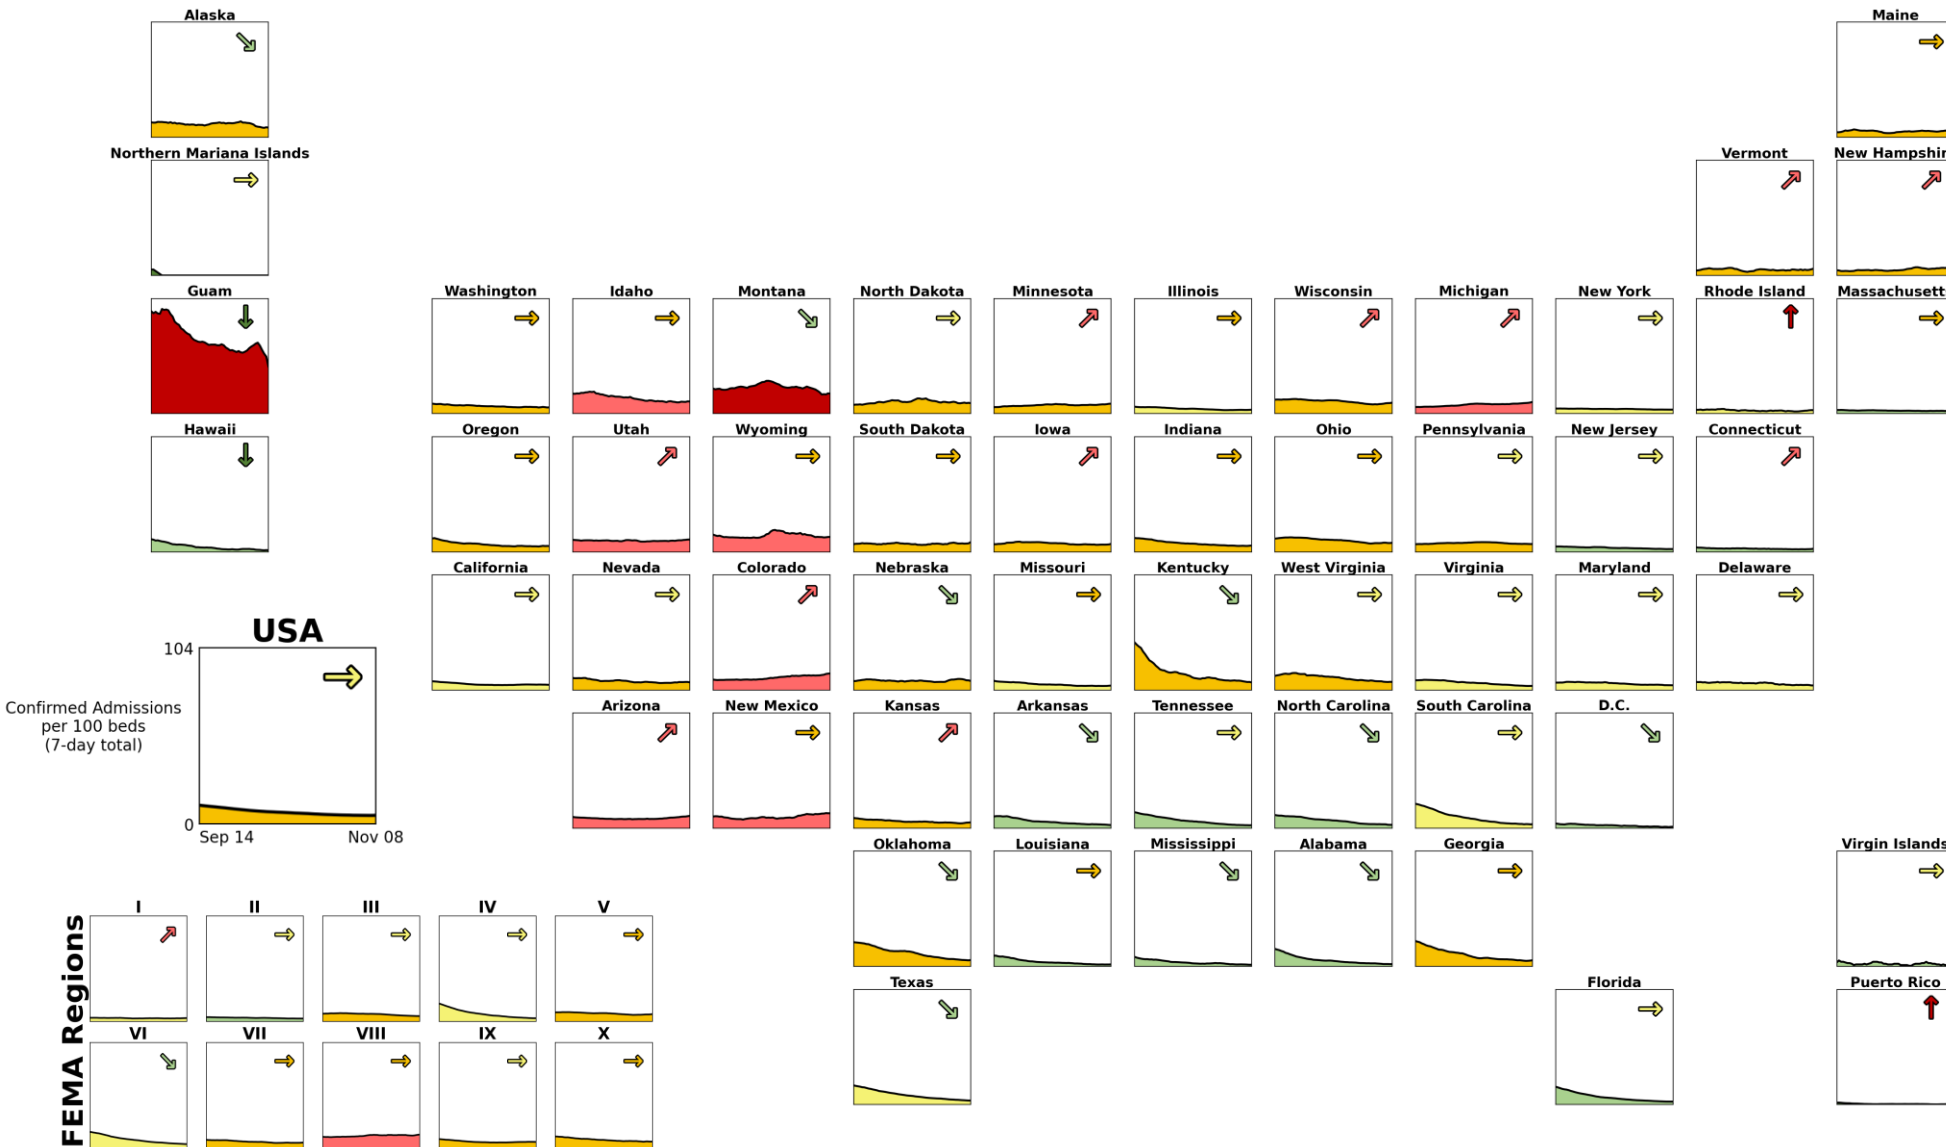 Alaska
Maine
Northern Mariana Islands
Vermont
New Hampshir
Guam
Washington
Idaho
Montana
North Dakota
Minnesota
Illinois
Wisconsin
Michigan
New York
Rhode Island
Massachusett
Hawaii
Oregon
Utah
Wyoming
South Dakota
Iowa
Indiana
Ohio
Pennsylvania
New Jersey
Connecticut
California
Nevada
Colorado
Nebraska
Missouri
Kentucky
West Virginia
Virginia
Maryland
Delaware
USA
104
Confirmed Admissions
per 100 beds
(7-day total)
0
Sep 14
Nov 08
Arizona
New Mexico
Kansas
Arkansas
Tennessee
North Carolina
South Carolina
D.C.
Oklahoma
Louisiana
Mississippi
Alabama
Georgia
Virgin Islands
Texas
Florida
Puerto Rico
FEMA Regions
I
II
III
IV
V
VI
VII
VIII
IX
X